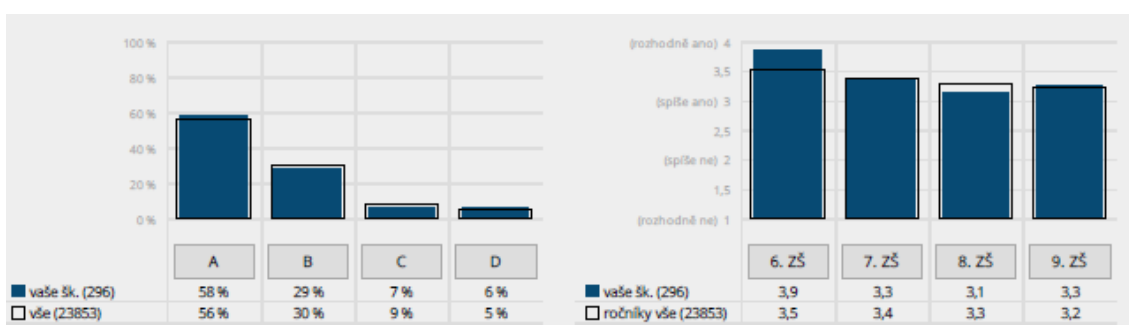 100 %
80 %
60 %
40 %
20 %
0 %
A B C D
vaše šk. (296) 58 % 29 % 7 % 6 %
vše (23853) 56 % 30 % 9 % 5 %
(rozhodně ano) 4
3,5
(spíše ano) 3
2,5
(spíše ne) 2
1,5
(rozhodně ne) 1
6. ZŠ 7. ZŠ 8. ZŠ 9. ZŠ
vaše šk. (296) 3,9 3,3 3,1 3,3
ročníky vše (23853) 3,5 3,4 3,3 3,2